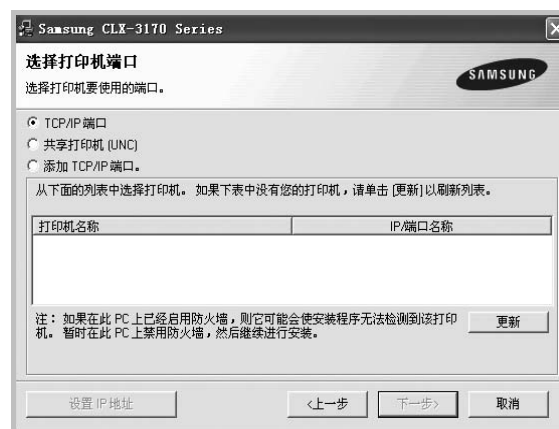 Samsung CLX-3170 Series
选择打印机端口
选择打印机要使用的端口。
SAMSUNG
TCP/IP 端口
共享打印机 (UNC)
添加 TCP/IP 端口。
从下面的列表中选择打印机。 如果下表中没有您的打印机，请单击 [更新] 以刷新列表。
打印机名称 IP/端口名称
注： 如果在此 PC 上已经启用防火墙，则它可能会使安装程序无法检测到该打印
机。 暂时在此 PC 上禁用防火墙，然后继续进行安装。
更新
设置 IP 地址 <上一步 下一步> 取消